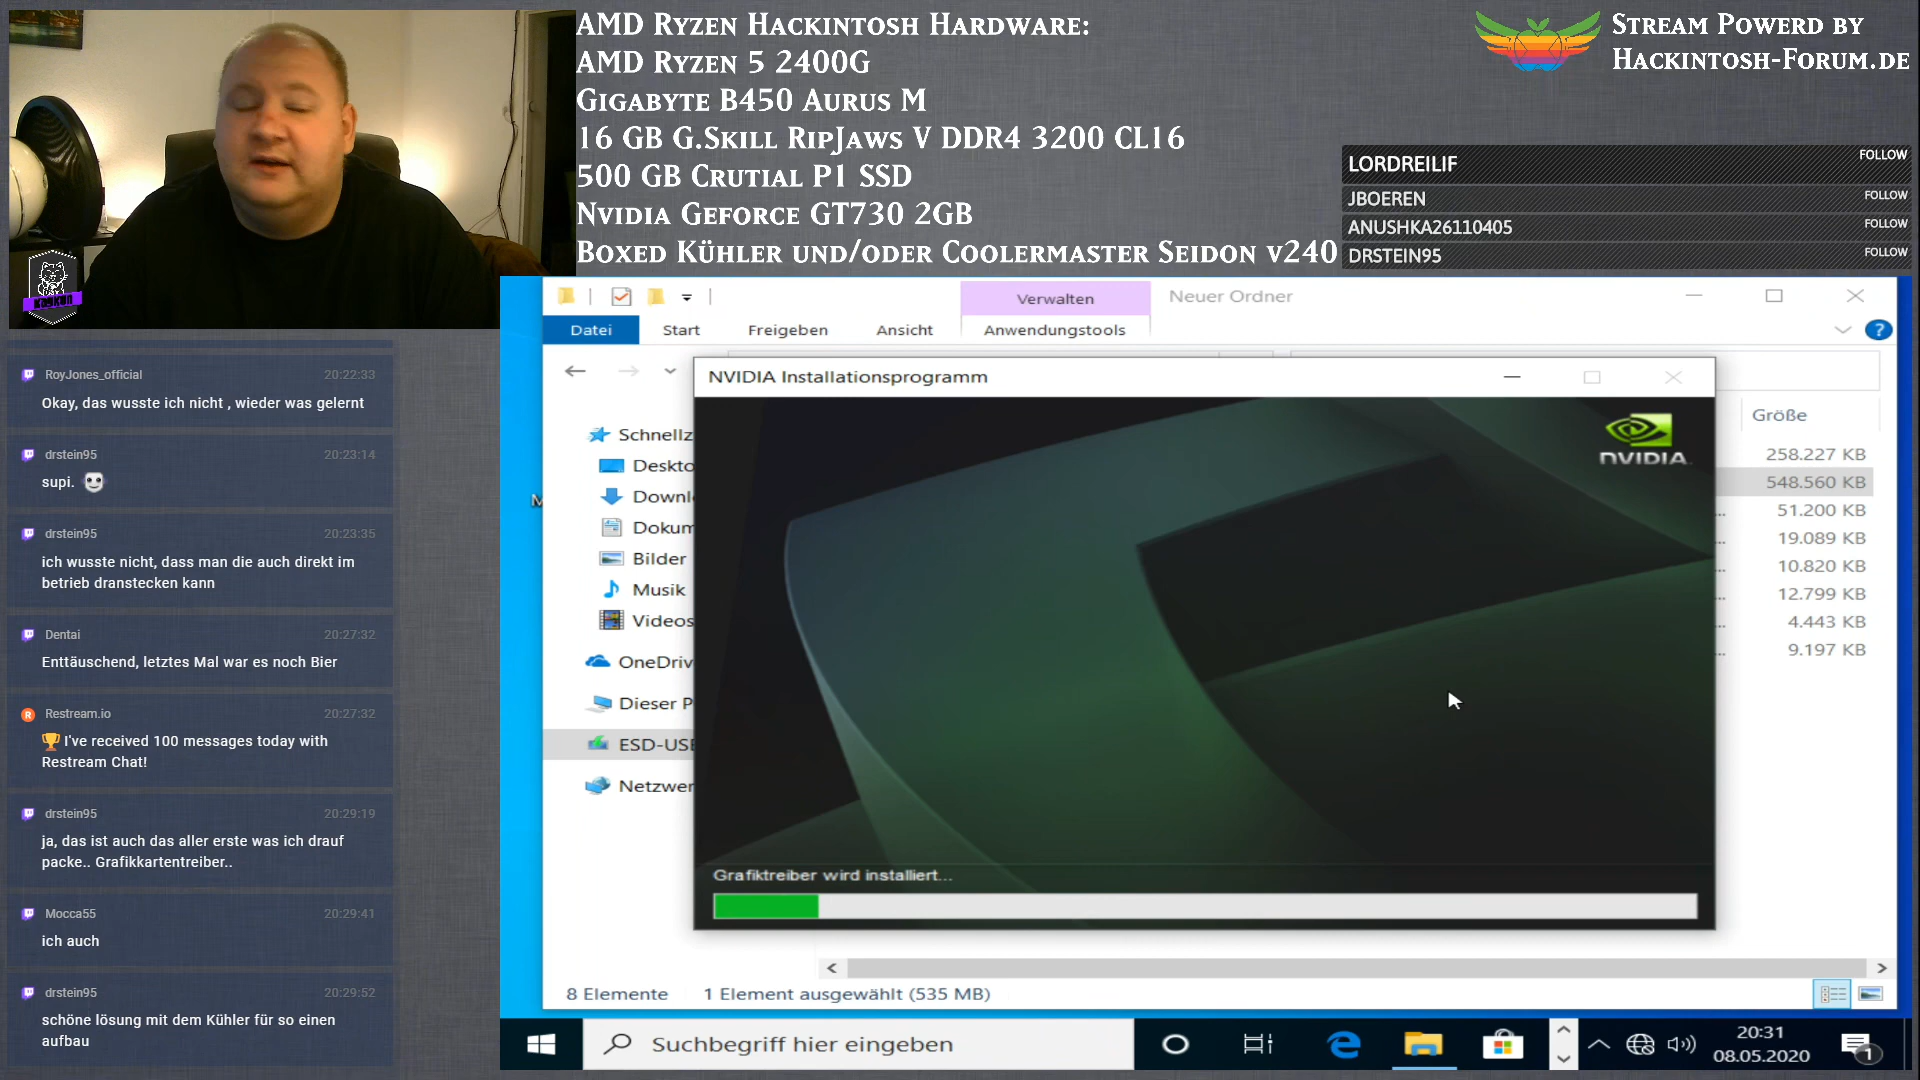 AMD Ryzen Hackintosh Hardware:
AMD Ryzen 5 2400G
Gigabyte B450 Aurus M
16 GB G.Skill RipJaws V DDR4 3200 CL16
500 GB Crutial P1 SSD
Nvidia Geforce GT730 2GB
Boxed Kühler und/oder Coolermaster Seidon v240
Stream Powerd by
Hackintosh-Forum.de
LORDREILIF FOLLOW
JBOEREN FOLLOW
ANUSHKA26110405 FOLLOW
DRSTEIN95 FOLLOW
RoyJones_official 20:22:33
Okay, das wusste ich nicht , wieder was gelernt
drstein95 20:23:14
supi.
drstein95 20:23:35
ich wusste nicht, dass man die auch direkt im
betrieb dranstecken kann
Dentai 20:27:32
Enttäuschend, letztes Mal war es noch Bier
Restream.io 20:27:32
I've received 100 messages today with
Restream Chat!
drstein95 20:29:19
ja, das ist auch das aller erste was ich drauf
packe.. Grafikkartentreiber..
Mocca55 20:29:41
ich auch
drstein95 20:29:52
schöne lösung mit dem Kühler für so einen
aufbau
Verwalten Neuer Ordner
Datei Start Freigeben Ansicht Anwendungstools
NVIDIA Installationsprogramm
nVIDIA.
Größe
Schnellz
Deskto
Downl
Dokum
Bilder
Musik
Videos
OneDriv
Dieser P
ESD-USE
Netzwer
M
258.227 KB
548.560 KB
51.200 KB
19.089 KB
10.820 KB
12.799 KB
4.443 KB
9.197 KB
Grafiktreiber wird installiert...
8 Elemente 1 Element ausgewählt (535 MB)
Suchbegriff hier eingeben
20:31
08.05.2020
1